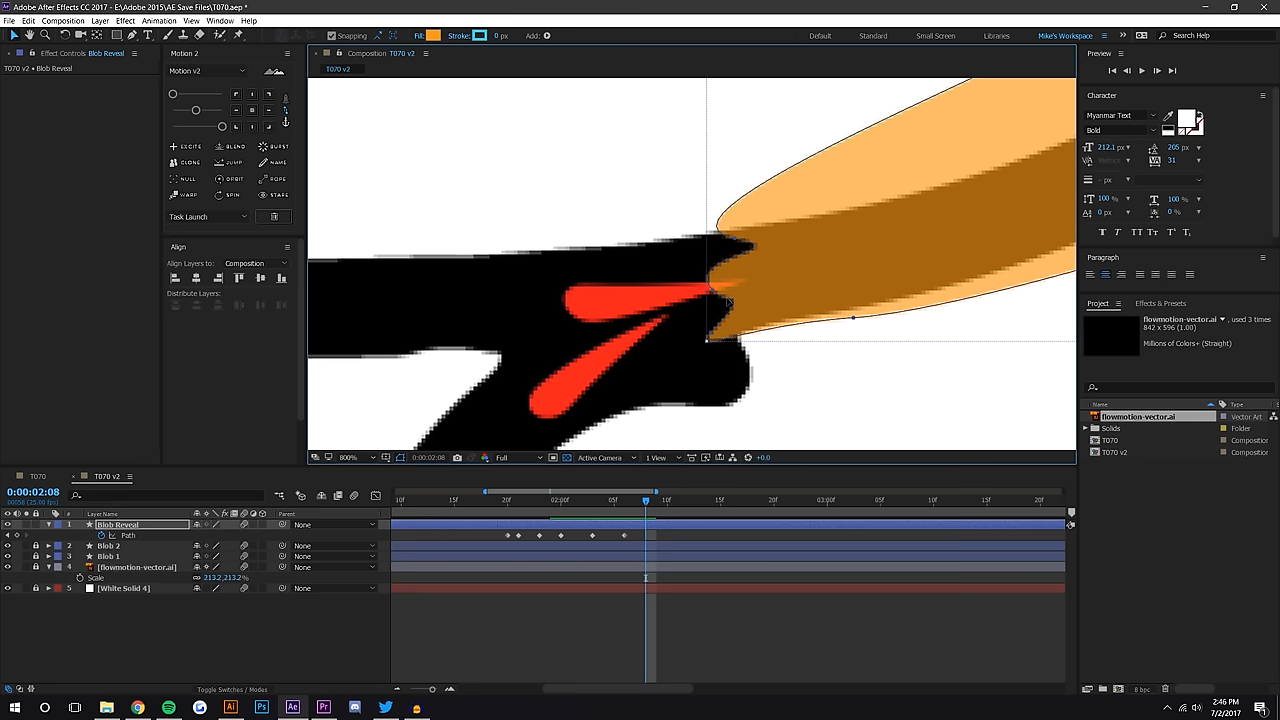 Adobe After Effects CC 2017 - E:\Adobe 2015\AE Save Files\T070.aep *
File Edit Composition Layer Effect Animation View Window Help
Snapping Fill: Stroke: 0 px Add: Default Standard Small Screen Libraries Mike's Workspace Search Help
Effect Controls Blob Reveal
T070 v2 • Blob Reveal
Motion 2
Motion v2
EXCITE BLEND BURST
CLONE JUMP NAME
NULL ORBIT ROPE
WARP SPIN STARE
Task Launch
Align
Align Layers to: Composition
Distribute Layers:
Composition T070 v2
T070 v2
800% 0:00:02:08 Full Active Camera 1 View +0.0
Preview
Character
Myanmar Text
Bold
212.1 px 205 px
Metrics 31
- px
100 % 100 %
0 px 0 %
T T TT Tr T' T,
Paragraph
Project Effects & Presets
flowmotion-vector.ai , used 3 times
842 x 596 (1.00)
Millions of Colors+ (Straight)
Name Type
flowmotion-vector.ai Vector Art
Solids Folder
T070 Composition
T070 v2 Composition
8 bpc
T070 T070 v2
0:00:02:08
00058 (25.00 fps)
# Layer Name Parent
10f 15f 20f 02:00f 05f 10f 15f 20f 03:00f 05f 10f 15f 20f
1 Blob Reveal None
Path
2 Blob 2 None
3 Blob 1 None
4 [flowmotion-vector.ai] None
Scale 213.2,213.2%
5 [White Solid 4] None
Toggle Switches / Modes
Ai Ps Ae Pr
2:46 PM
7/2/2017